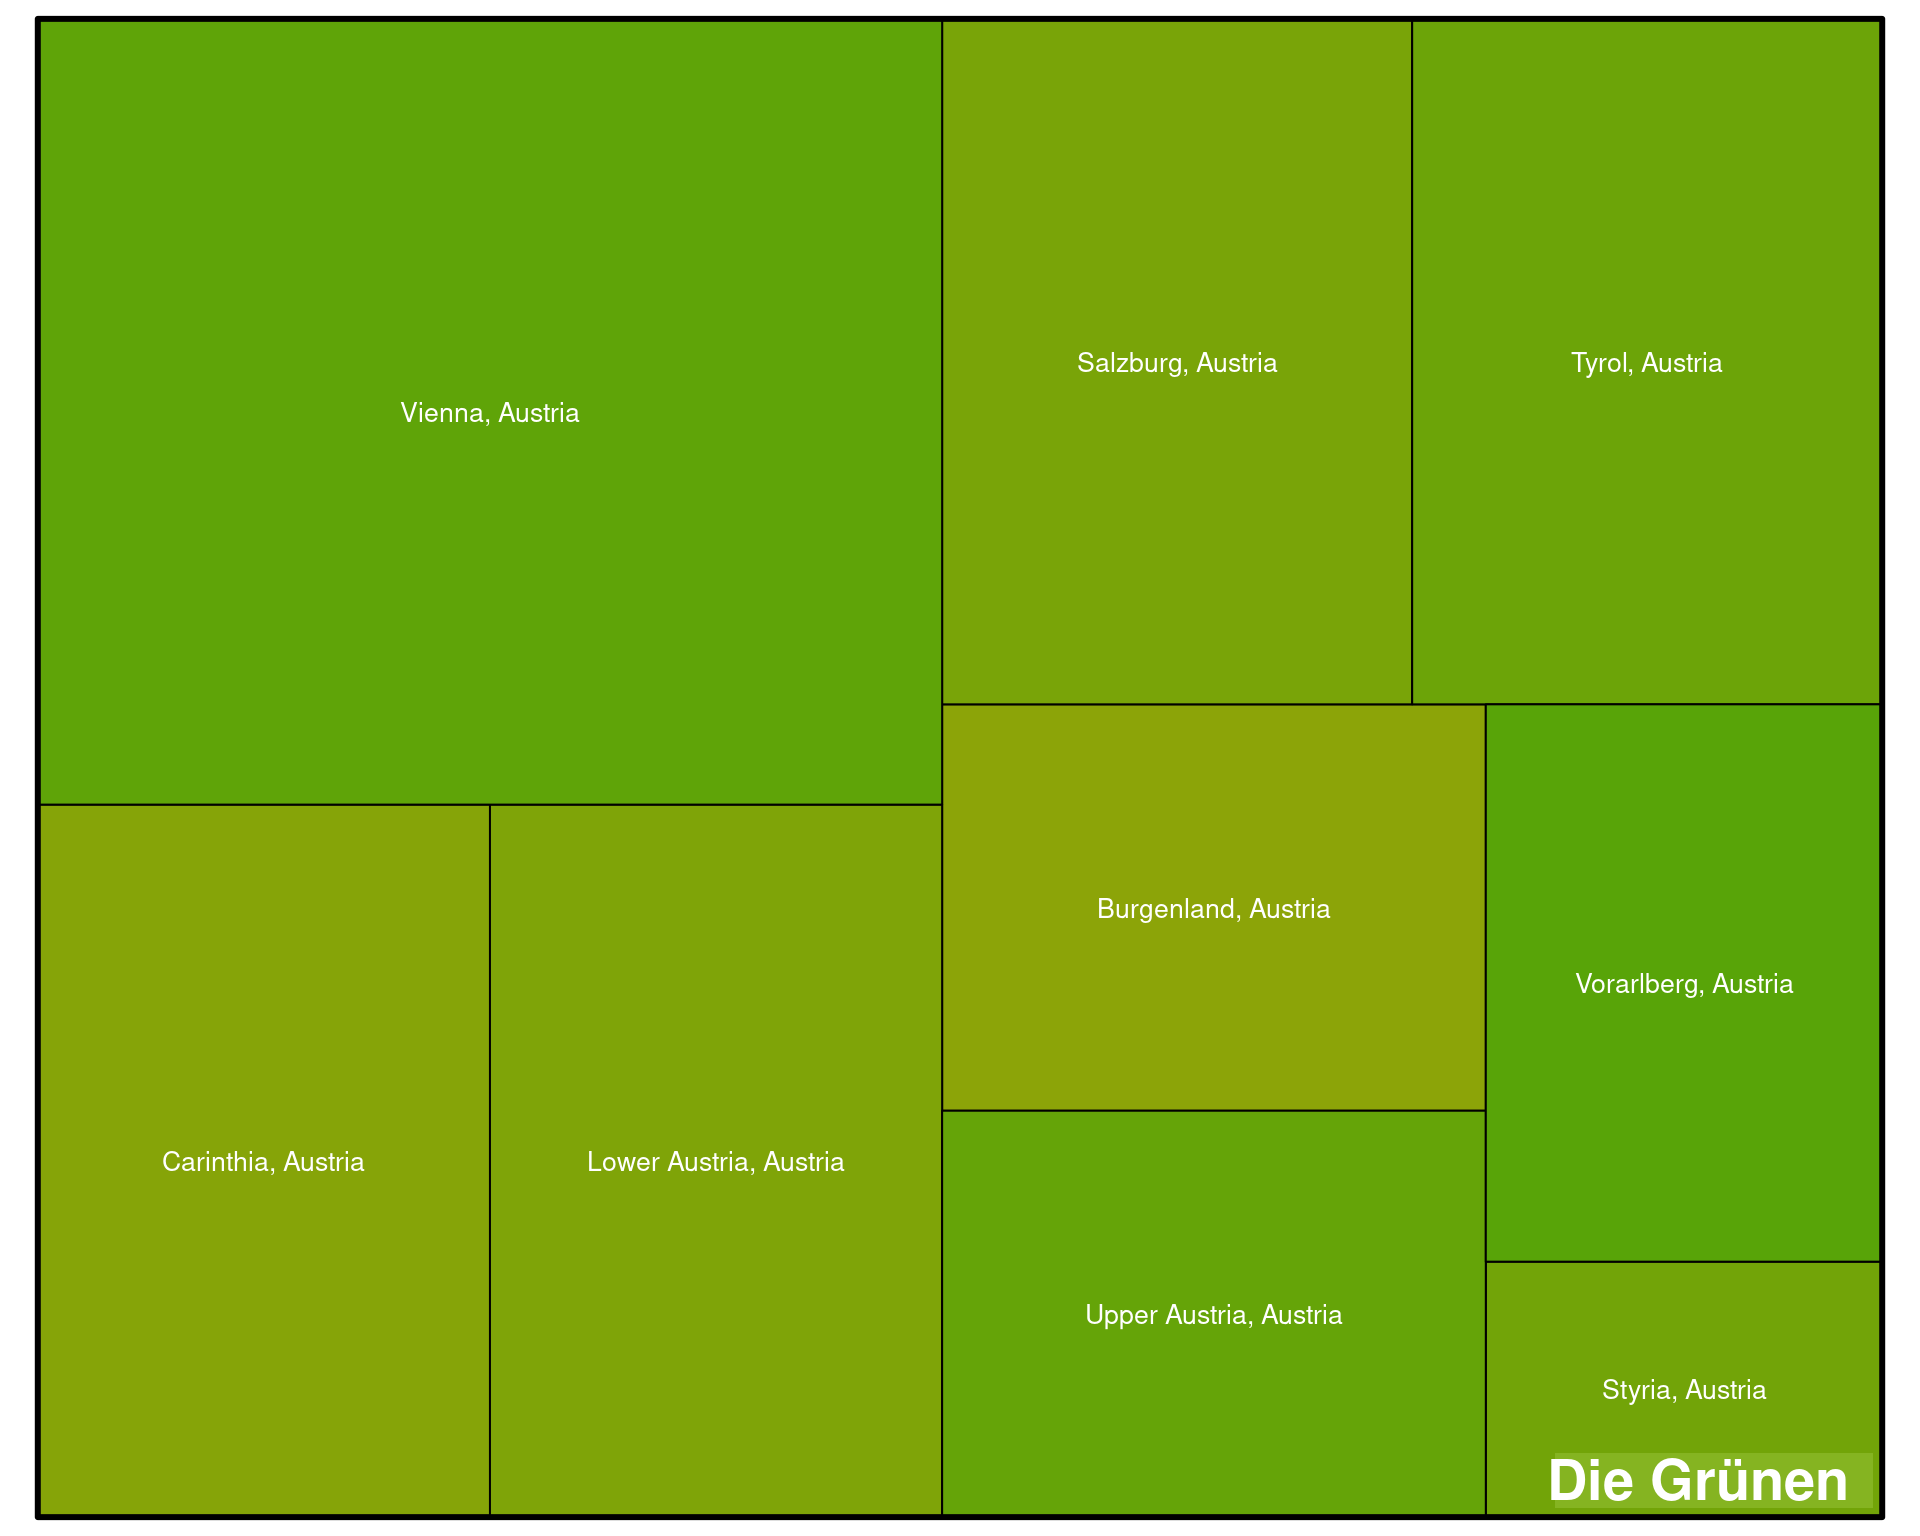 Vienna, Austria
Salzburg, Austria
Tyrol, Austria
Carinthia, Austria
Lower Austria, Austria
Burgenland, Austria
Vorarlberg, Austria
Upper Austria, Austria
Styria, Austria
Die Grünen